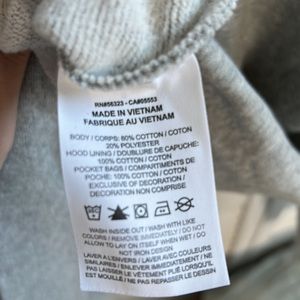 RN#56323 - CA#05553
MADE IN VIETNAM
FABRIQUE AU VIETNAM
BODY / CORPS: 80% COTTON / COTON
20% POLYESTER
HOOD LINING / DOUBLURE DE CAPUCHE:
100% COTTON / COTON
POCKET BAGS / COMPARTIMENTS DE
POCHE: 100% COTTON / COTON
EXCLUSIVE OF DECORATION /
DECORATION NON COMPRISE
WASH INSIDE OUT / WASH WITH LIKE
COLORS / REMOVE IMMEDIATELY / DO NOT
ALLOW TO LAY ON ITSELF WHEN WET / DO
NOT IRON DESIGN
LAVER A L'ENVERS / LAVER AVEC COULEURS
SIMILAIRES / ENLEVER IMMEDIATEMENT / NE
PAS LAISSER LE VÊTEMENT PLIÉ LORSQU'IL
EST MOUILLÉ / NE PAS REPASSER LE DESSIN